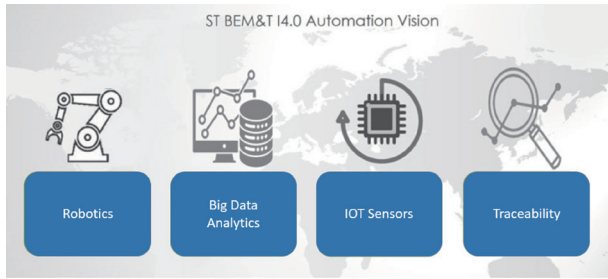 ST BEM&T I4.0 Automation Vision
Robotics
Big Data
Analytics
IOT Sensors
Traceability